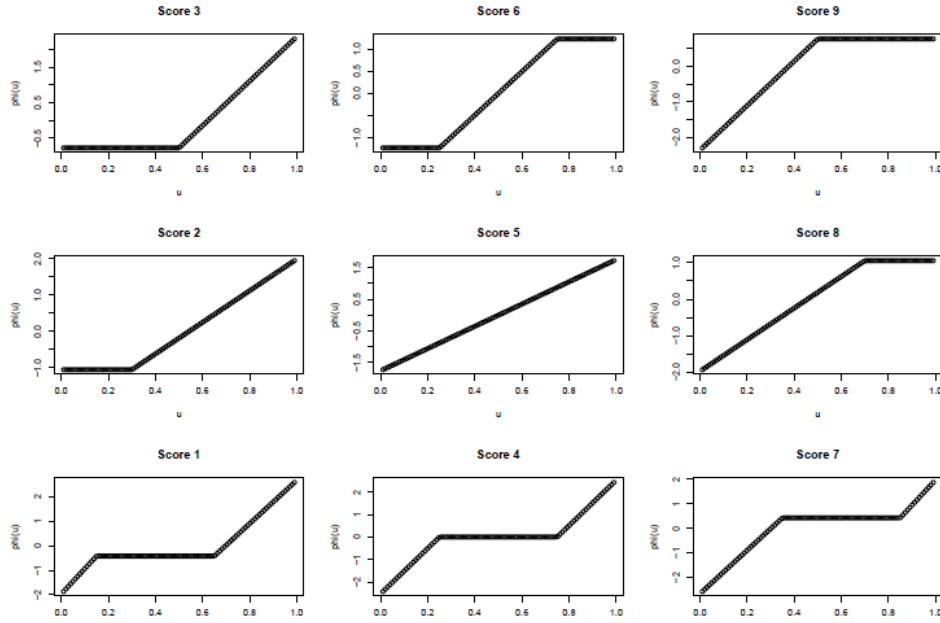 Score 3
phi(u)
-0.5 0.5 1.5
0.0 0.2 0.4 0.6 0.8 1.0
u
Score 6
phi(u)
-1.0 0.0 1.0
0.0 0.2 0.4 0.6 0.8 1.0
u
Score 9
phi(u)
-2.0 -1.0 0.0
0.0 0.2 0.4 0.6 0.8 1.0
u
Score 2
phi(u)
-1.0 0.0 1.0 2.0
0.0 0.2 0.4 0.6 0.8 1.0
u
Score 5
phi(u)
-1.5 -0.5 0.5 1.5
0.0 0.2 0.4 0.6 0.8 1.0
u
Score 8
phi(u)
-2.0 -1.0 0.0 1.0
0.0 0.2 0.4 0.6 0.8 1.0
u
Score 1
phi(u)
-2 -1 0 1 2
0.0 0.2 0.4 0.6 0.8 1.0
Score 4
phi(u)
-2 -1 0 1 2
0.0 0.2 0.4 0.6 0.8 1.0
Score 7
phi(u)
-2 -1 0 1 2
0.0 0.2 0.4 0.6 0.8 1.0